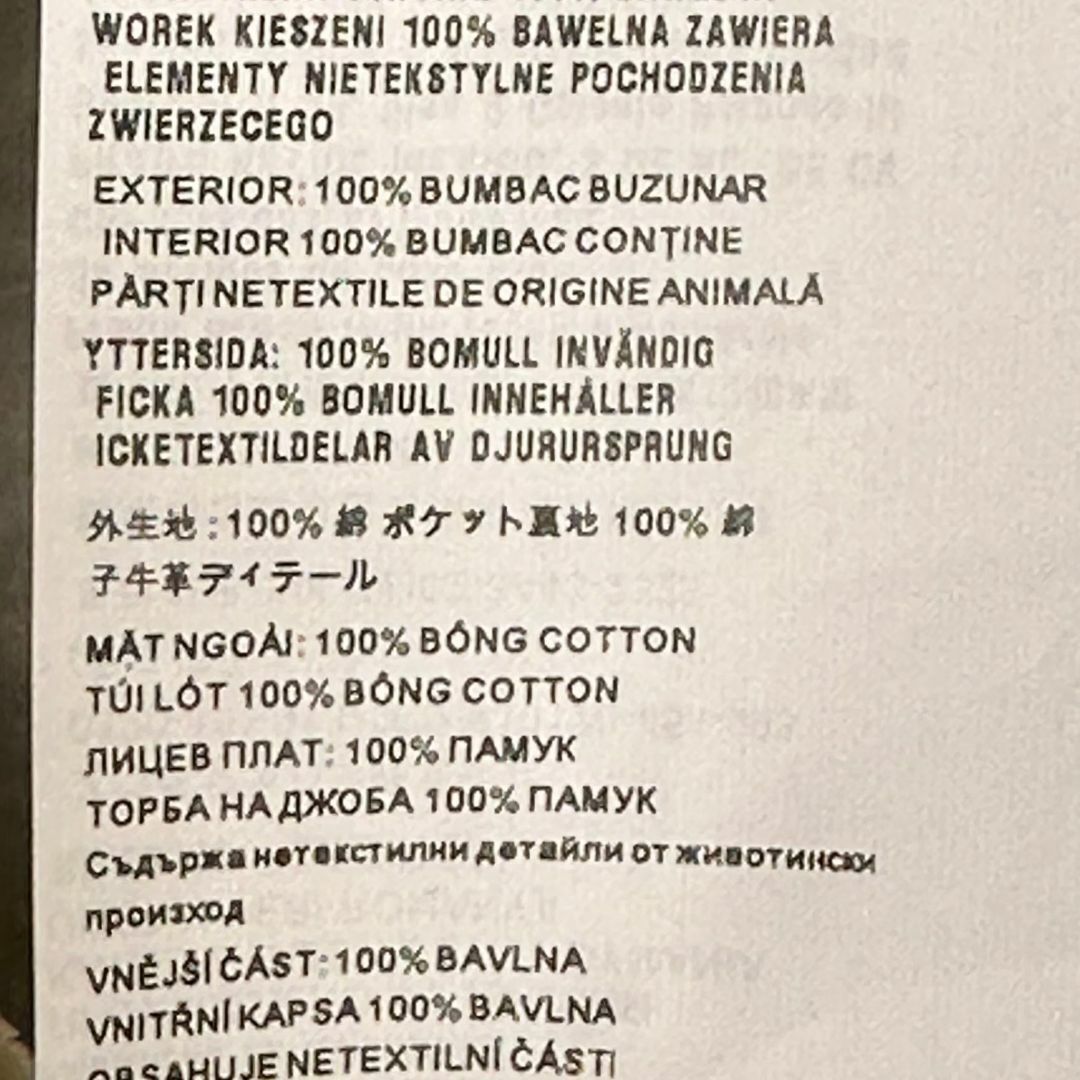 WOREK KIESZENI 100% BAWELNA ZAWIERA
ELEMENTY NIETEKSTYLNE POCHODZENIA
ZWIERZECEGO
EXTERIOR: 100% BUMBAC BUZUNAR
INTERIOR 100% BUMBAC CONȚINE
PĂRȚI NETEXTILE DE ORIGINE ANIMALĂ
YTTERSIDA: 100% BOMULL INVÄNDIG
FICKA 100% BOMULL INNEHÅLLER
ICKETEXTILDELAR AV DJURURSPRUNG
外生地 : 100% 綿 ポケット裏地 100% 綿
子牛革ディテール
MẶT NGOÀI: 100% BÔNG COTTON
TÚI LÓT 100% BÔNG COTTON
ЛИЦЕВ ПЛАТ: 100% ПАМУК
ТОРБА НА ДЖОБА 100% ПАМУК
Съдържа нетекстилни детайли от животински
произход
VNĚJŠÍ ČÁST: 100% BAVLNA
VNITŘNÍ KAPSA 100% BAVLNA
OBSAHUJE NETEXTILNÍ ČÁSTI